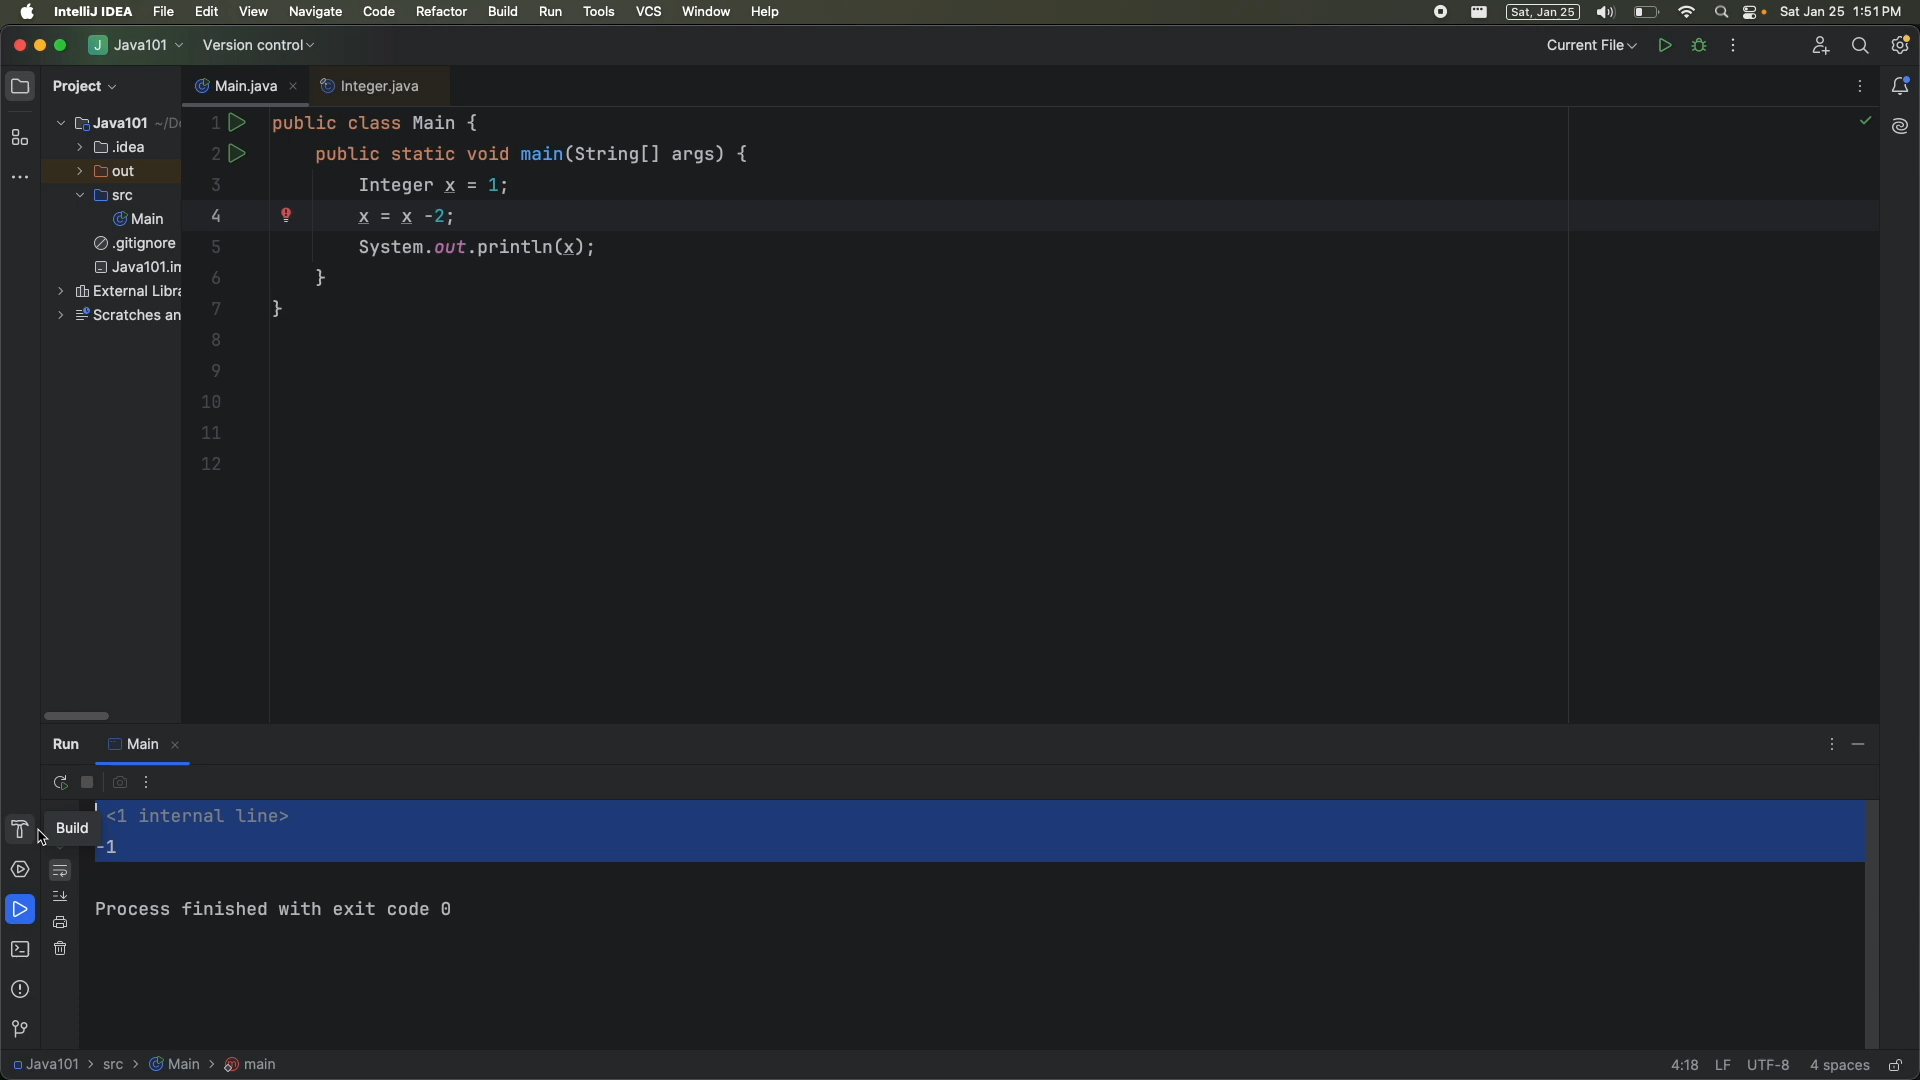 IntelliJ IDEA File Edit View Navigate Code Refactor Build Run Tools VCS Window Help Sat, Jan 25 Sat Jan 25 1:51 PM
J Java101 Version control Current File
Project Main.java Integer.java
Java101 ~/Do
.idea
out
src
Main
.gitignore
Java101.im
External Libra
Scratches an
1 public class Main {
2 public static void main(String[] args) {
3 Integer x = 1;
4 x = x -2;
5 System.out.println(x);
6 }
7 }
8
9
10
11
12
Run Main
<1 internal line>
Build
-1
Process finished with exit code 0
Java101 > src > Main > main 4:18 LF UTF-8 4 spaces